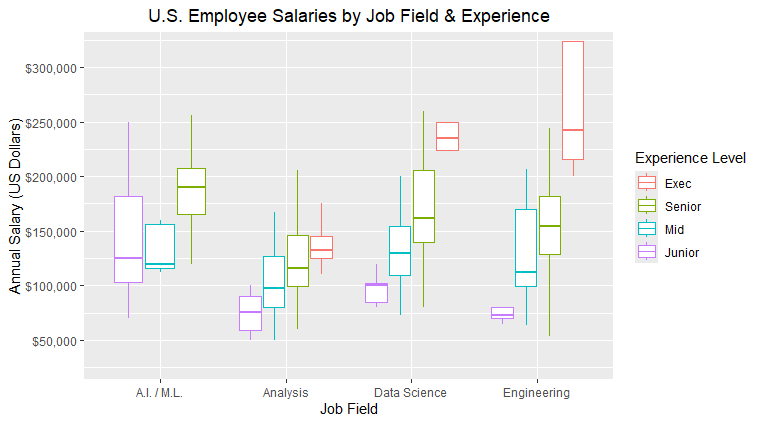 U.S. Employee Salaries by Job Field & Experience
Annual Salary (US Dollars)
$300,000
$250,000
$200,000
$150,000
$100,000
$50,000
A.I. / M.L.
Analysis
Data Science
Engineering
Job Field
Experience Level
Exec
Senior
Mid
Junior